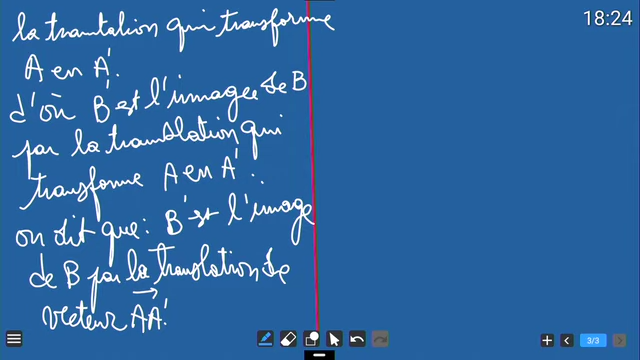 la translation qui transforme
A en A'.
d'où B' est l'image de B
par la translation qui
transforme A en A'.
on dit que : B' est l'image
de B par la translation de
vecteur AA'.
18:24
3/3